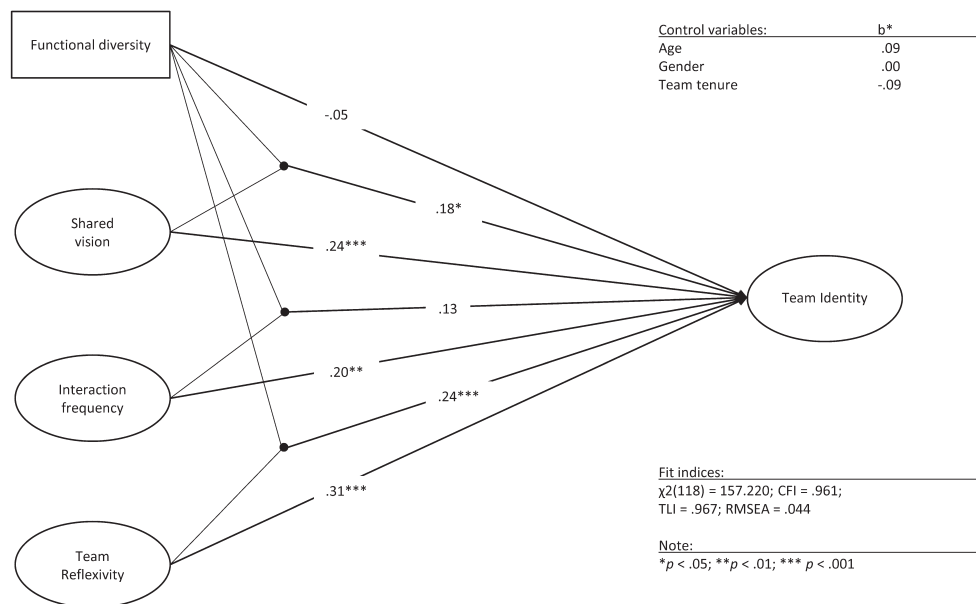 Functional diversity
Control variables: b*
Age .09
Gender .00
Team tenure -.09
-.05
.18*
Shared
vision
.24***
Team Identity
.13
Interaction
frequency
.20**
.24***
.31***
Fit indices:
χ2(118) = 157.220; CFI = .961;
TLI = .967; RMSEA = .044
Team
Reflexivity
Note:
*p < .05; **p < .01; *** p < .001